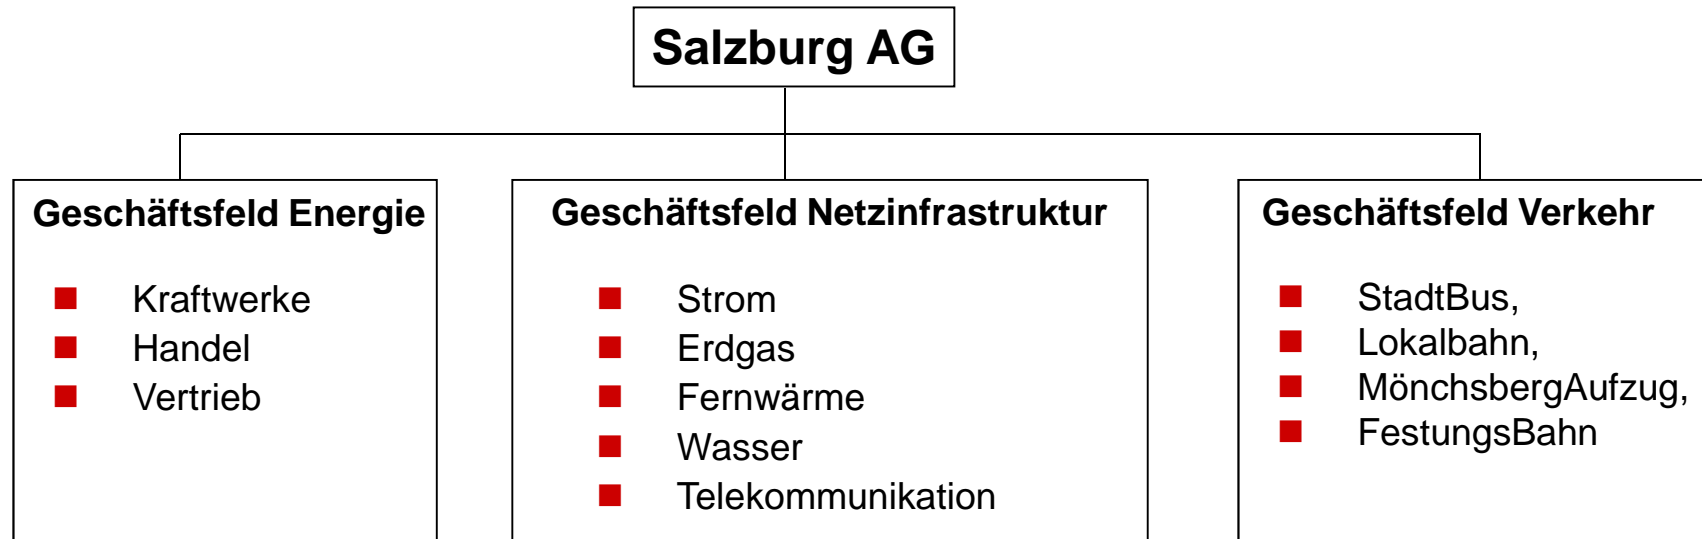 Salzburg AG
Geschäftsfeld Energie
Kraftwerke
Handel
Vertrieb
Geschäftsfeld Netzinfrastruktur
Strom
Erdgas
Fernwärme
Wasser
Telekommunikation
Geschäftsfeld Verkehr
StadtBus,
Lokalbahn,
MönchsbergAufzug,
FestungsBahn